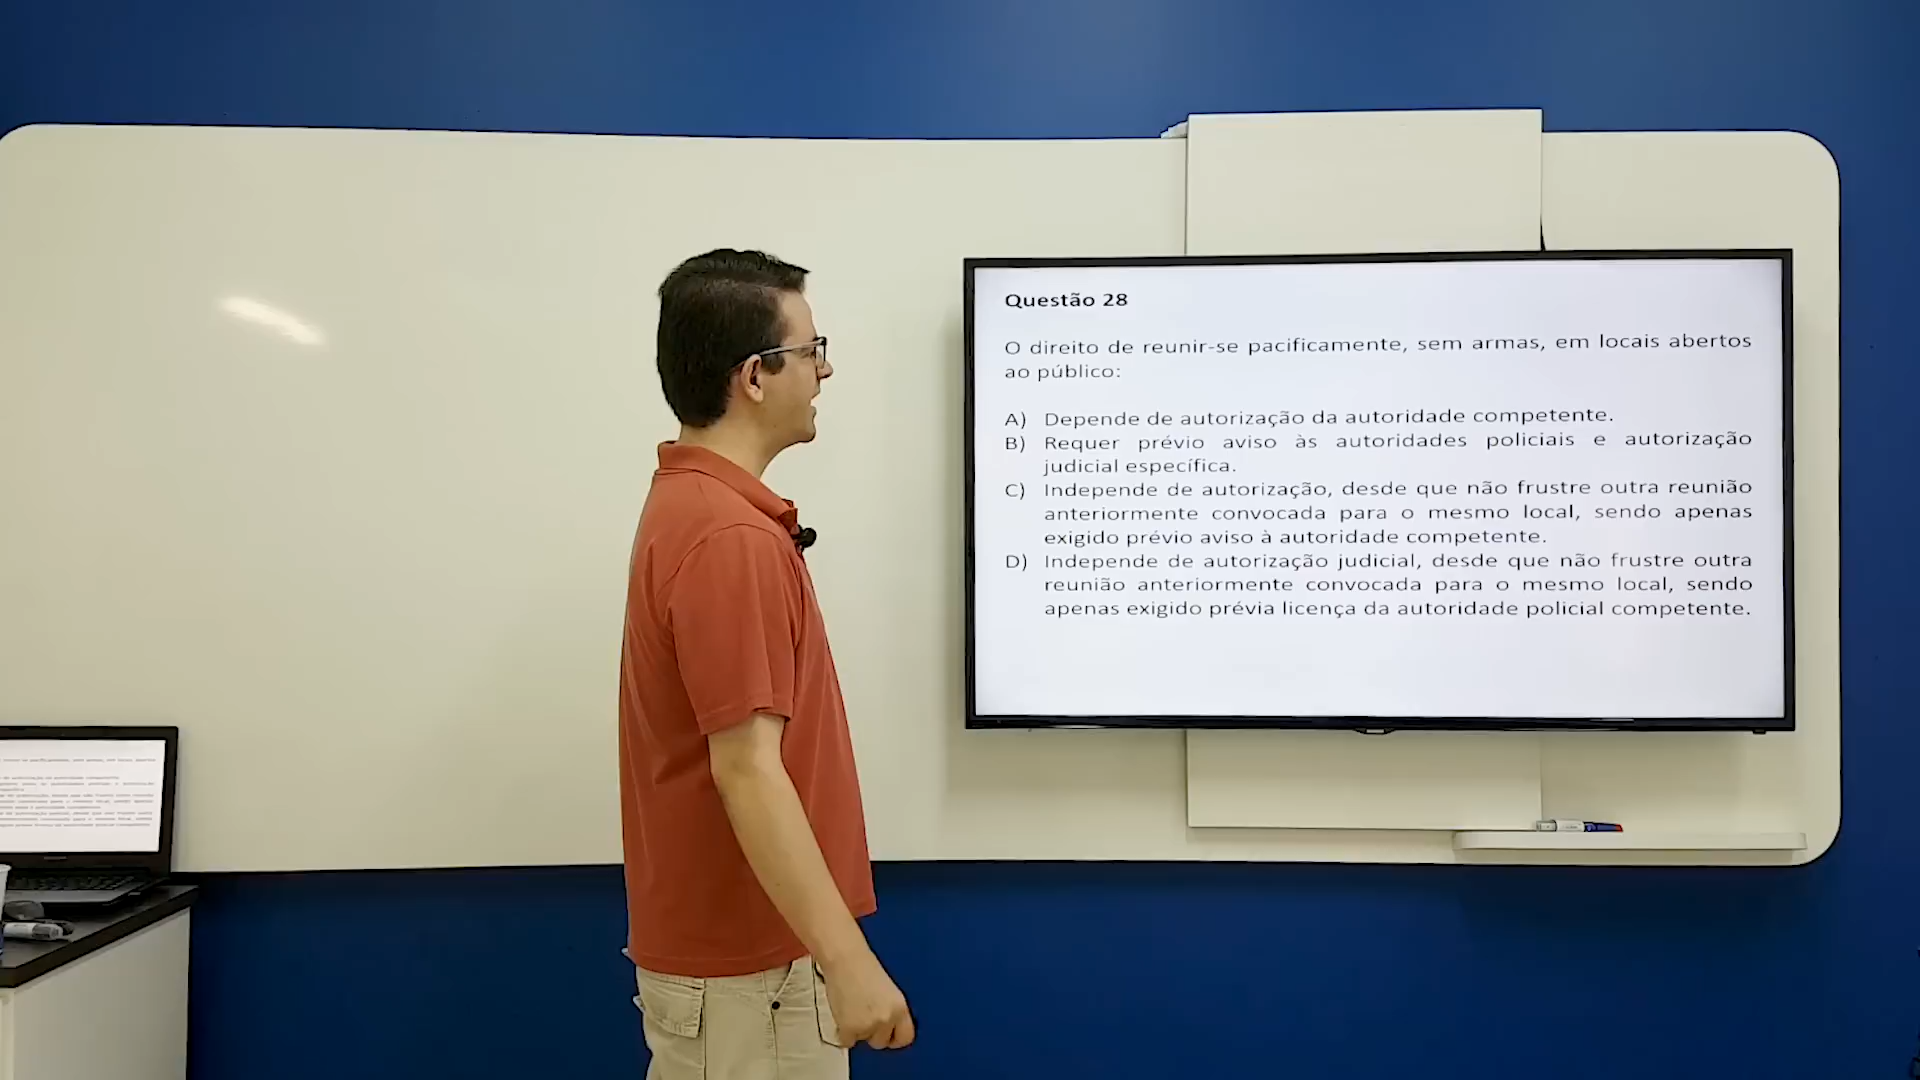 Questão 28
O direito de reunir-se pacificamente, sem armas, em locais abertos
ao público:
A) Depende de autorização da autoridade competente.
B) Requer prévio aviso às autoridades policiais e autorização
judicial específica.
C) Independe de autorização, desde que não frustre outra reunião
anteriormente convocada para o mesmo local, sendo apenas
exigido prévio aviso à autoridade competente.
D) Independe de autorização judicial, desde que não frustre outra
reunião anteriormente convocada para o mesmo local, sendo
apenas exigido prévia licença da autoridade policial competente.